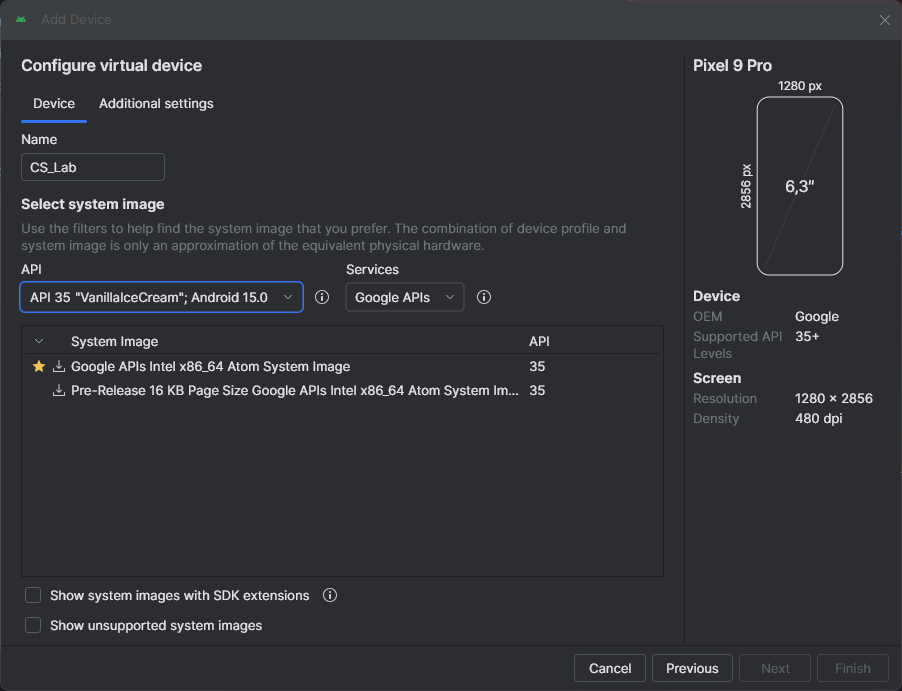 Add Device
Configure virtual device
Device
Additional settings
Name
CS_Lab
Select system image
Use the filters to help find the system image that you prefer. The combination of device profile and
system image is only an approximation of the equivalent physical hardware.
API
Services
API 35 "VanillaIceCream"; Android 15.0
Google APIs
System Image
API
Google APIs Intel x86_64 Atom System Image
35
Pre-Release 16 KB Page Size Google APIs Intel x86_64 Atom System Im...
35
Show system images with SDK extensions
Show unsupported system images
Pixel 9 Pro
1280 px
2856 px
6,3″
Device
OEM
Google
Supported API
Levels
35+
Screen
Resolution
1280 × 2856
Density
480 dpi
Cancel
Previous
Next
Finish